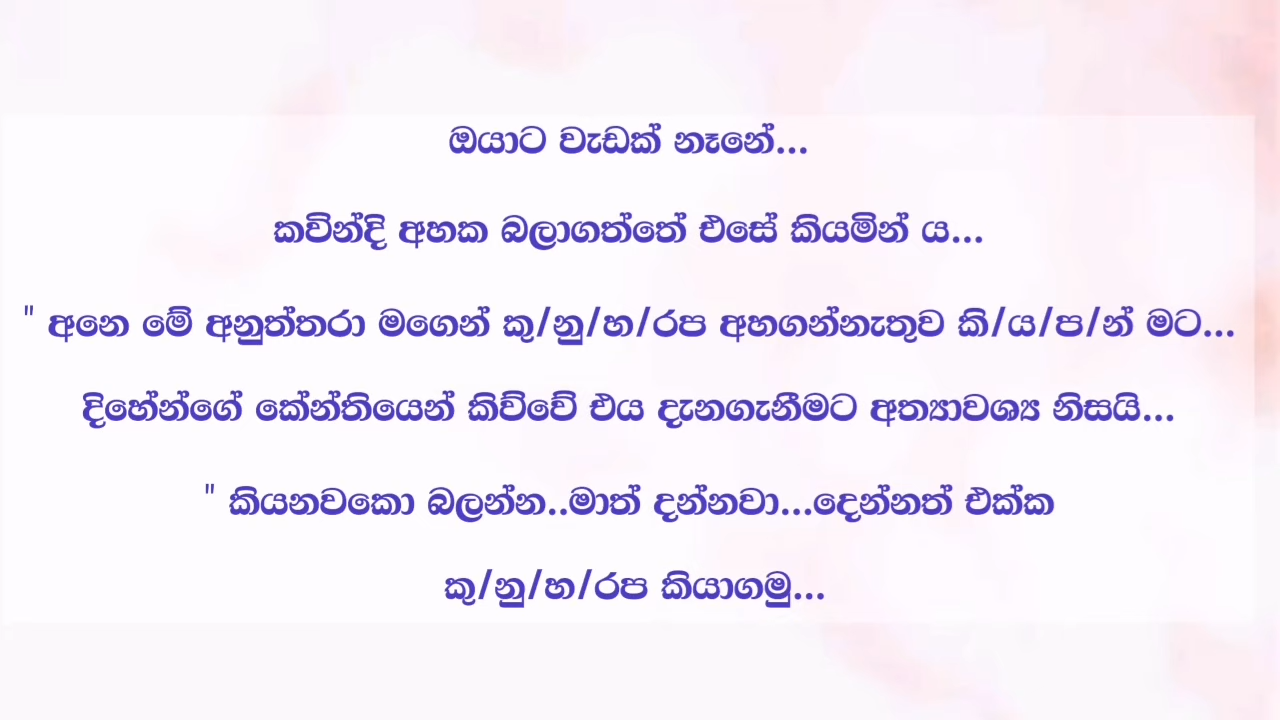 ඔයාට වැඩක් නෑනේ...
කවින්දි අහක බලාගත්තේ එසේ කියමින් ය...
" අනෙ මේ අනුත්තරා මගෙන් කු/නු/හ/රප අහගන්නැතුව කි/ය/ප/න් මට...
දිහේන්ගේ කේන්තියෙන් කිව්වේ එය දැනගැනීමට අත්‍යාවශ්‍ය නිසයි...
" කියනවකො බලන්න..මාත් දන්නවා...දෙන්නත් එක්ක
කු/නු/හ/රප කියාගමු...